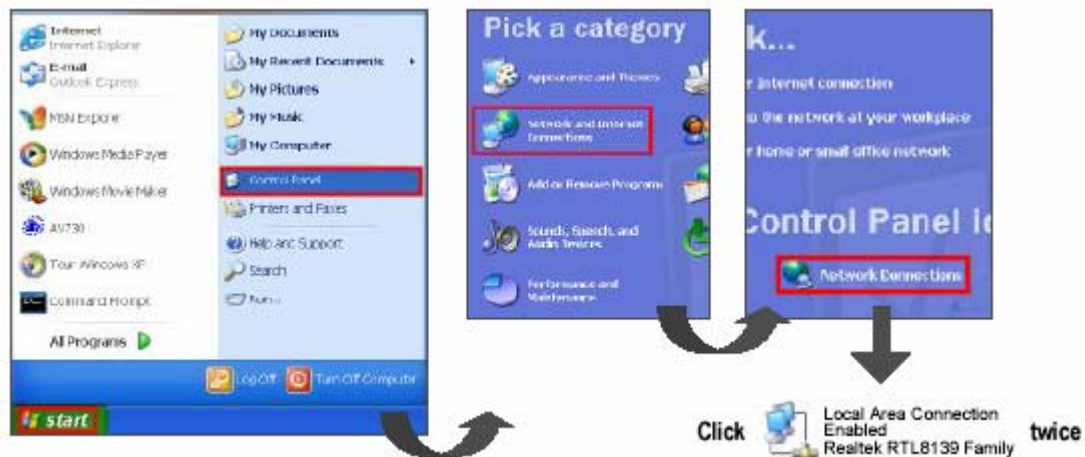 Internet
Internet Explorer
E-mail
Outlook Express
MSN Explorer
Windows Media Player
Windows Movie Maker
AV730
Tour Windows XP
Command Prompt
All Programs
My Documents
My Recent Documents
My Pictures
My Music
My Computer
Control Panel
Printers and Faxes
Help and Support
Search
Run...
Log Off
Turn Off Computer
start
Pick a category
Appearance and Themes
Network and Internet
Connections
Add or Remove Programs
Sounds, Speech, and
Audio Devices
Performance and
Maintenance
k...
r Internet connection
o the network at your workplace
r home or small office network
Control Panel ic
Network Connections
Click
Local Area Connection
Enabled
Realtek RTL8139 Family
twice